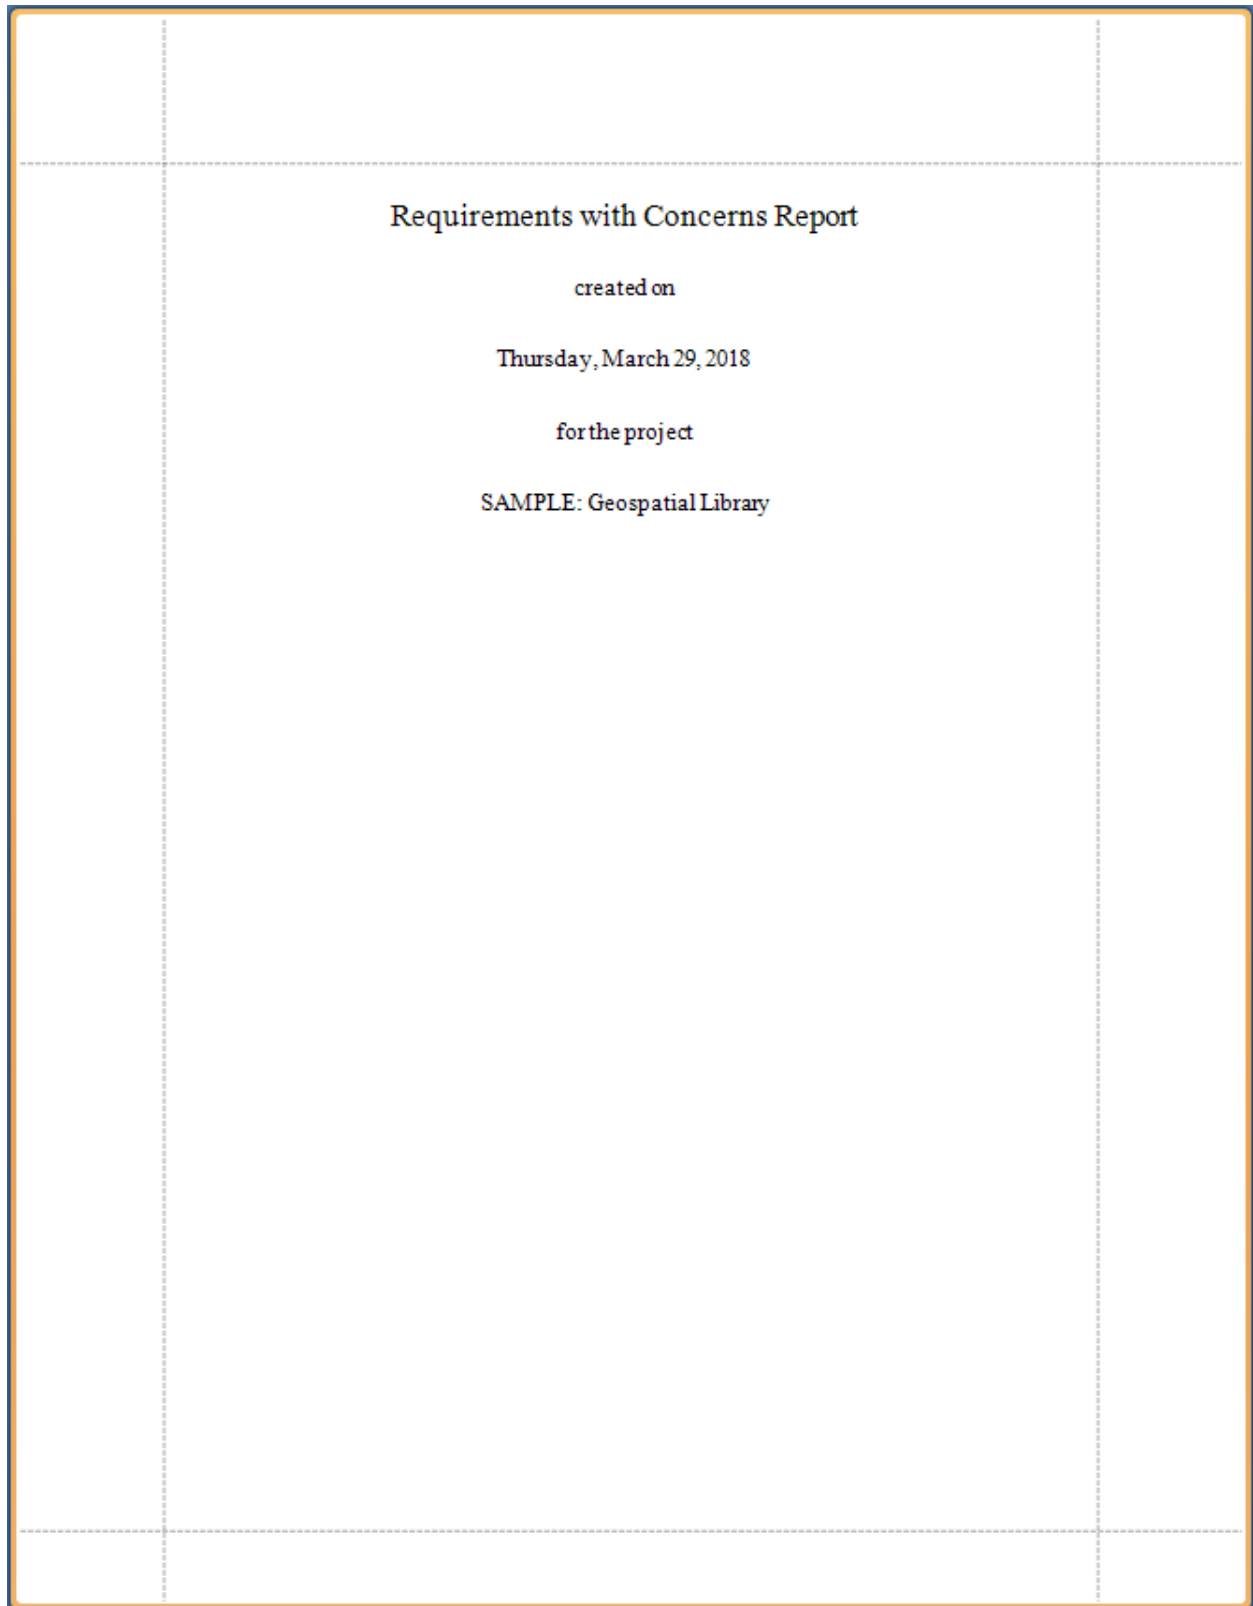 Requirements with Concerns Report
created on
Thursday, March 29, 2018
for the project
SAMPLE: Geospatial Library